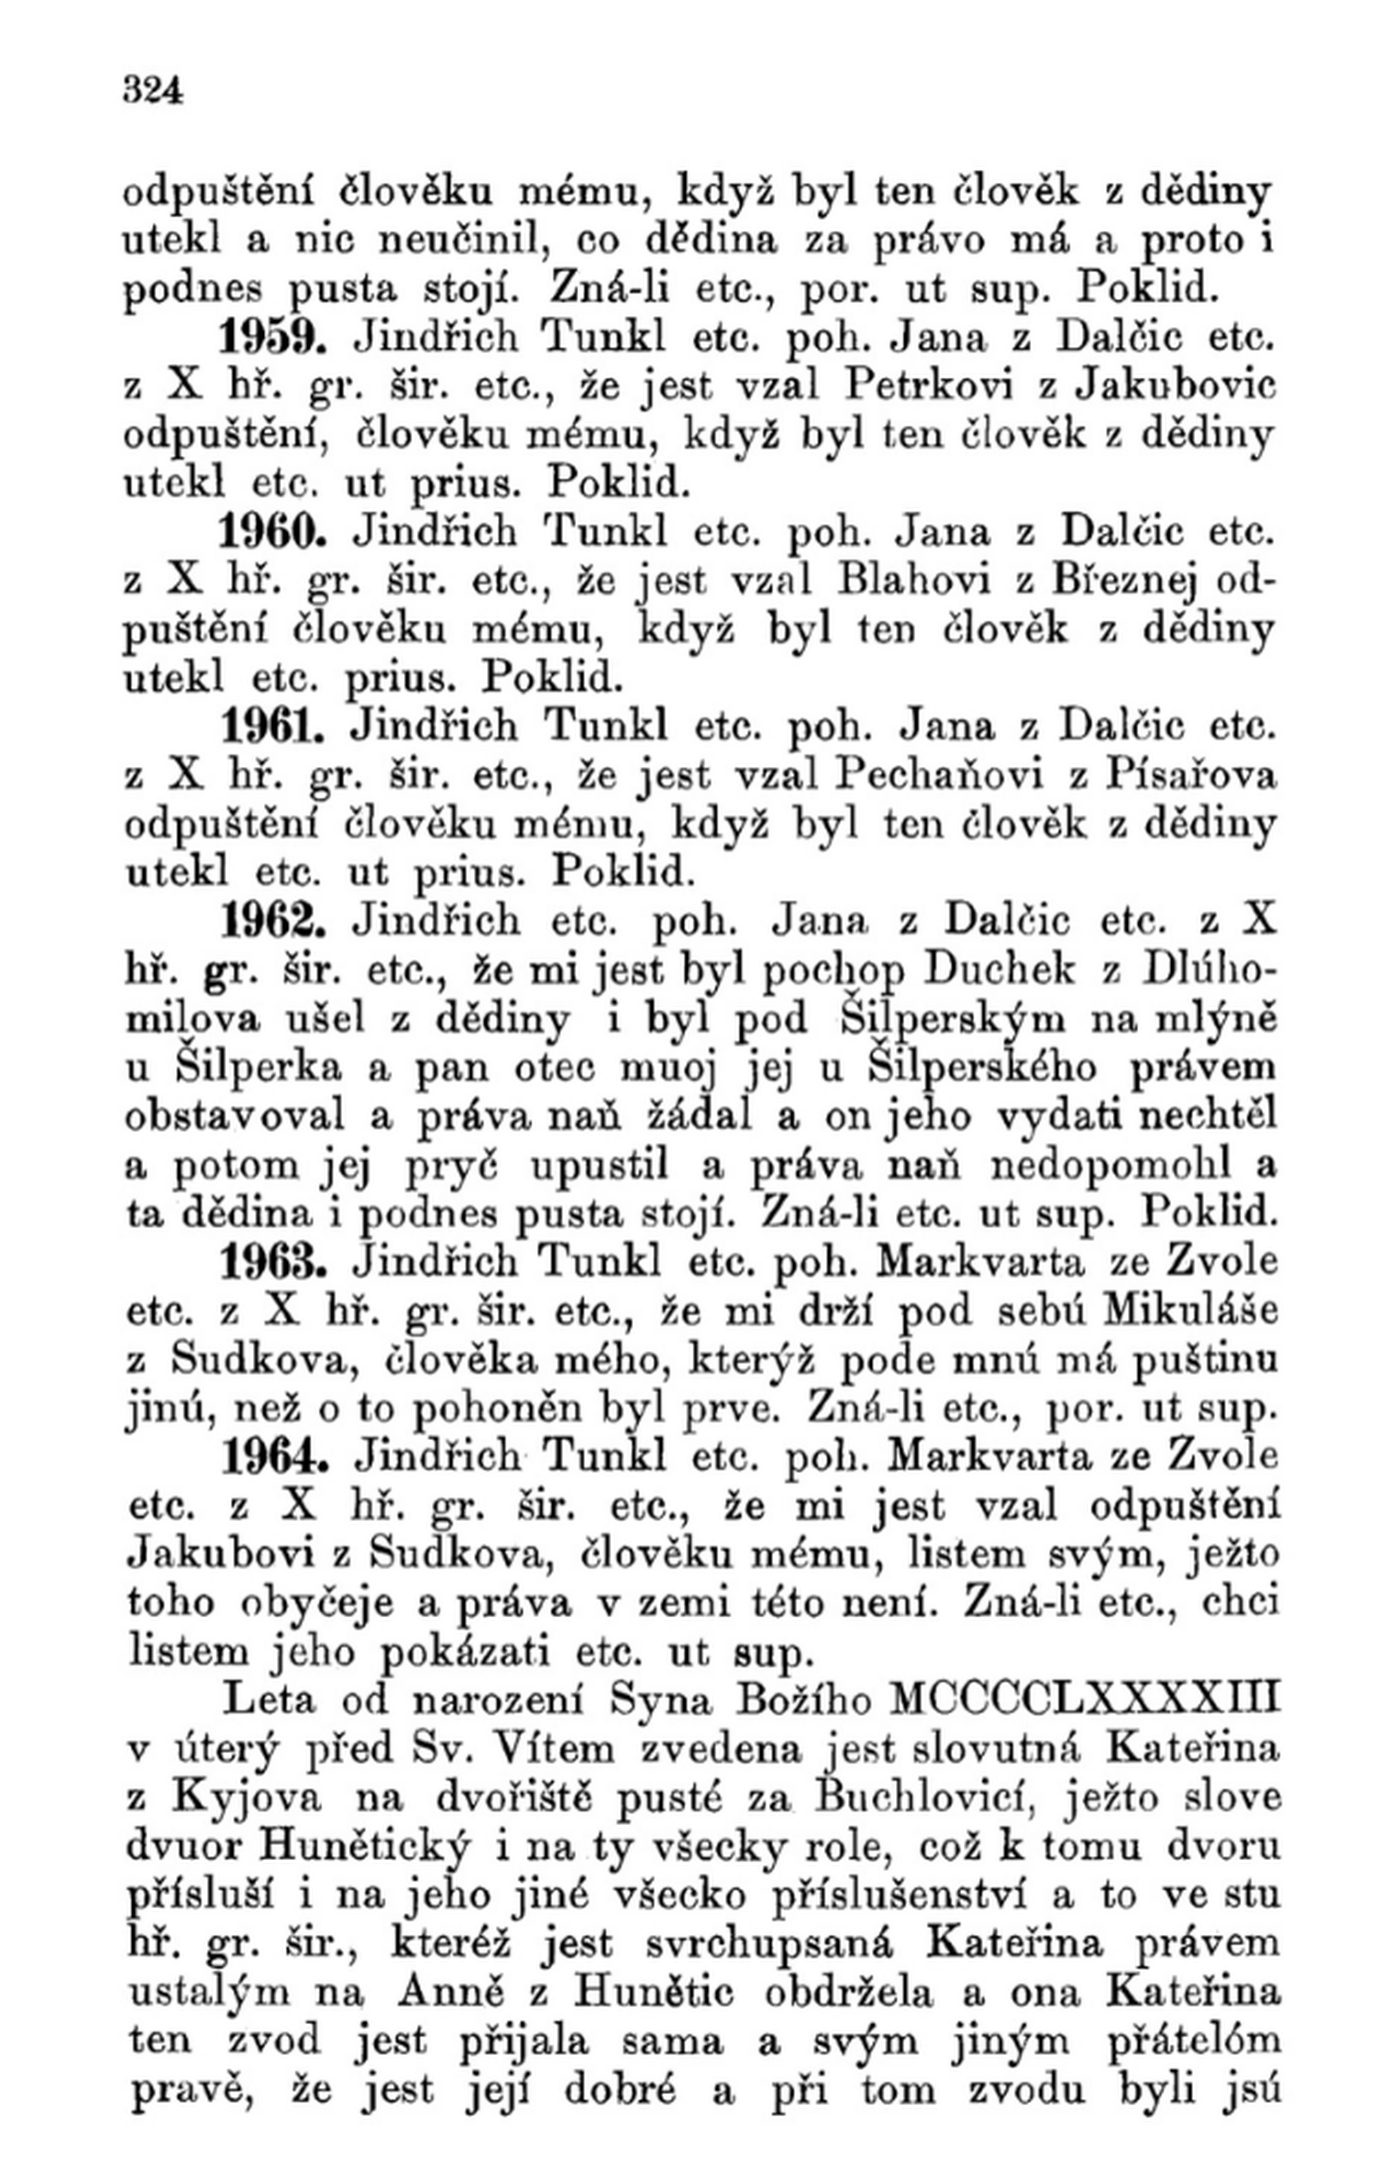 324
odpuštění člověku mému, když byl ten člověk z dědiny
utekl a nic neučinil, co dědina za právo má a proto i
podnes pusta stojí. Zná-li etc., por. ut sup. Poklid.
1959. Jindřich Tunkl etc. poh. Jana z Dalčic etc.
z X hř. gr. šir. etc., že jest vzal Petrkovi z Jakubovic
odpuštění, člověku mému, když byl ten člověk z dědiny
utekl etc. ut prius. Poklid.
1960. Jindřich Tunkl etc. poh. Jana z Dalčic etc.
z X hř. gr. šir. etc., že jest vzal Blahovi z Březnej od-
puštění člověku mému, když byl ten člověk z dědiny
utekl etc. prius. Poklid.
1961. Jindřich Tunkl etc. poh. Jana z Dalčic etc.
z X hř. gr. šir. etc., že jest vzal Pechaňovi z Písařova
odpuštění člověku mému, když byl ten člověk z dědiny
utekl etc. ut prius. Poklid.
1962. Jindřich etc. poh. Jana z Dalčic etc. z X
hř. gr. šir. etc., že mi jest byl pochop Duchek z Dlúho-
milova ušel z dědiny i byl pod Šilperským na mlýně
u Šilperka a pan otec muoj jej u Šilperského právem
obstavoval a práva naň žádal a on jeho vydati nechtěl
a potom jej pryč upustil a práva naň nedopomohl a
ta dědina i podnes pusta stojí. Zná-li etc. ut sup. Poklid.
1963. Jindřich Tunkl etc. poh. Markvarta ze Zvole
etc. z X hř. gr. šir. etc., že mi drží pod sebú Mikuláše
z Sudkova, člověka mého, kterýž pode mnú má puštinu
jinú, než o to pohoněn byl prve. Zná-li etc., por. ut sup.
1964. Jindřich Tunkl etc. poh. Markvarta ze Zvole
etc. z X hř. gr. šir. etc., že mi jest vzal odpuštění
Jakubovi z Sudkova, člověku mému, listem svým, ježto
toho obyčeje a práva v zemi této není. Zná-li etc., chci
listem jeho pokázati etc. ut sup.
Leta od narození Syna Božího MCCCCLXXXXIII
v úterý před Sv. Vítem zvedena jest slovutná Kateřina
z Kyjova na dvořiště pusté za Buchlovicí, ježto slove
dvuor Hunětický i na ty všecky role, což k tomu dvoru
přísluší i na jeho jiné všecko příslušenství a to ve stu
hř. gr. šir., kteréž jest svrchupsaná Kateřina právem
ustalým na Anně z Hunětic obdržela a ona Kateřina
ten zvod jest přijala sama a svým jiným přátelóm
pravě, že jest její dobré a při tom zvodu byli jsú